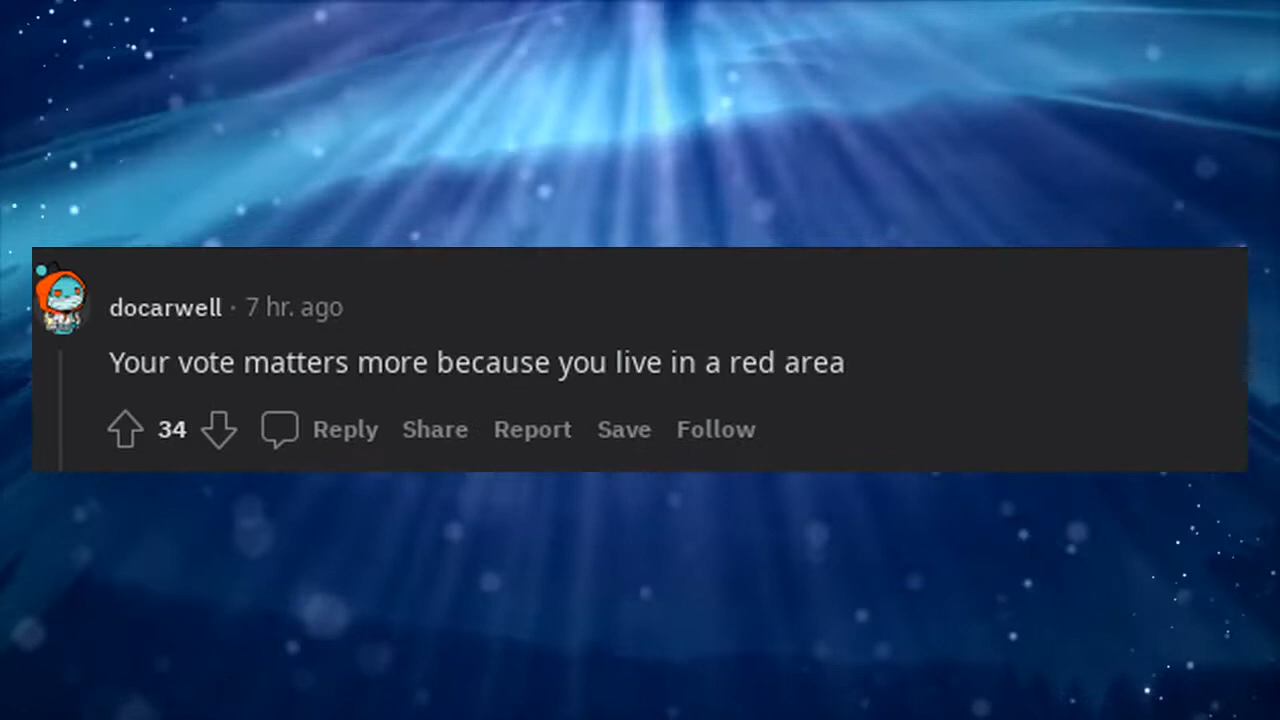 docarwell · 7 hr. ago
Your vote matters more because you live in a red area
34 Reply Share Report Save Follow